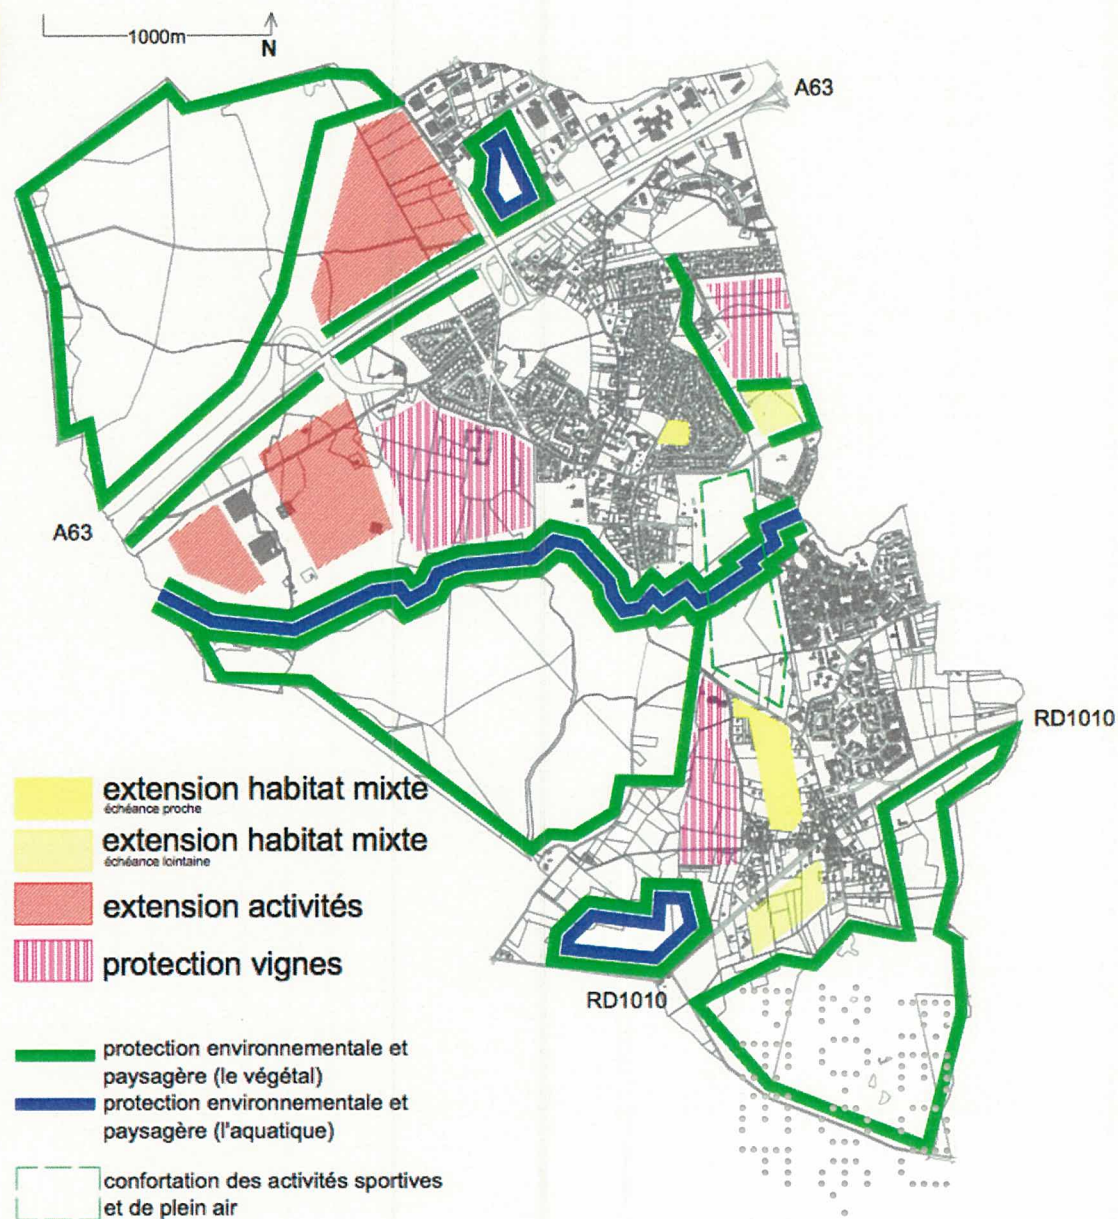 1000m
N
A63
A63
RD1010
extension habitat mixte
échéance proche
extension habitat mixte
échéance lointaine
extension activités
protection vignes
RD1010
protection environnementale et
paysagère (le végétal)
protection environnementale et
paysagère (l'aquatique)
confortation des activités sportives
et de plein air